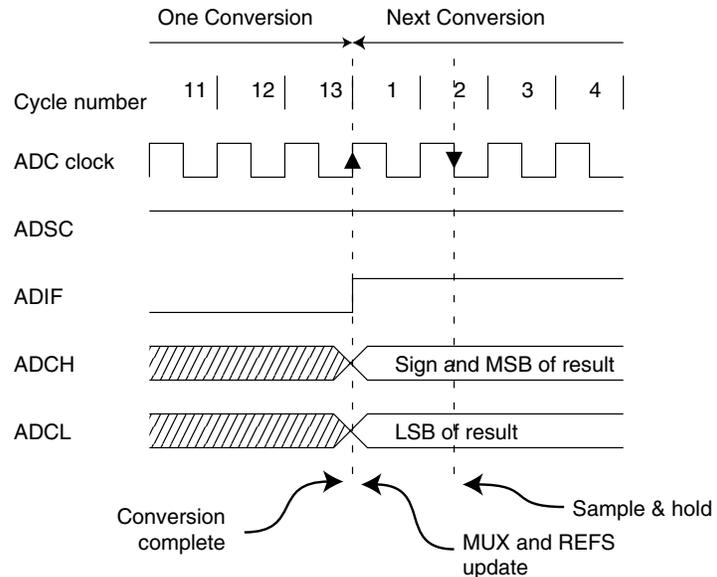 One Conversion Next Conversion
Cycle number 11 12 13 1 2 3 4
ADC clock
ADSC
ADIF
ADCH Sign and MSB of result
ADCL LSB of result
Sample & hold
Conversion
complete
MUX and REFS
update